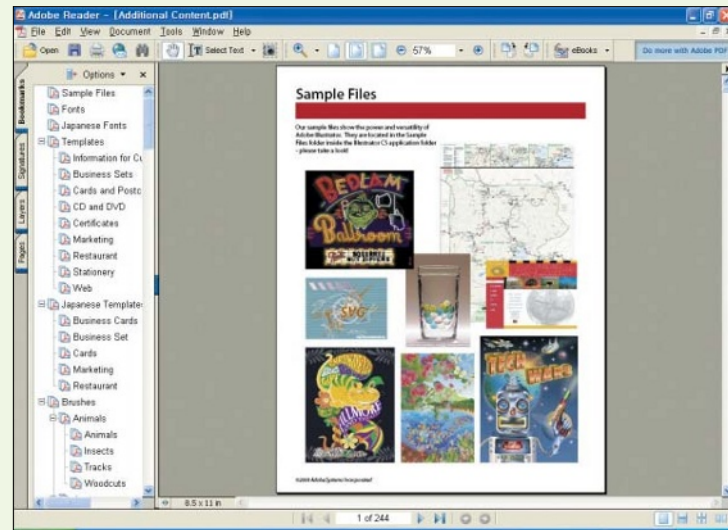 Adobe Reader - [Additional Content.pdf]
File Edit View Document Tools Window Help
Open Select Text 57% eBooks Do more with Adobe PDF
Options
Bookmarks
Signatures
Layers
Pages
Sample Files
Fonts
Japanese Fonts
Templates
Information for Cu
Business Sets
Cards and Postc
CD and DVD
Certificates
Marketing
Restaurant
Stationery
Web
Japanese Template
Business Cards
Business Set
Cards
Marketing
Restaurant
Brushes
Animals
Animals
Insects
Tracks
Woodcuts
Sample Files
Our sample files show the power and versatility of
Adobe Illustrator. They are located in the Sample
Files folder inside the Illustrator CS application folder
- please take a look!
BEDLAM
Ballroom
SQUIRREL
NUT ZIPPERS
SVG
FILLMORE
TECH
WARS
8.5 x 11 in
1 of 244